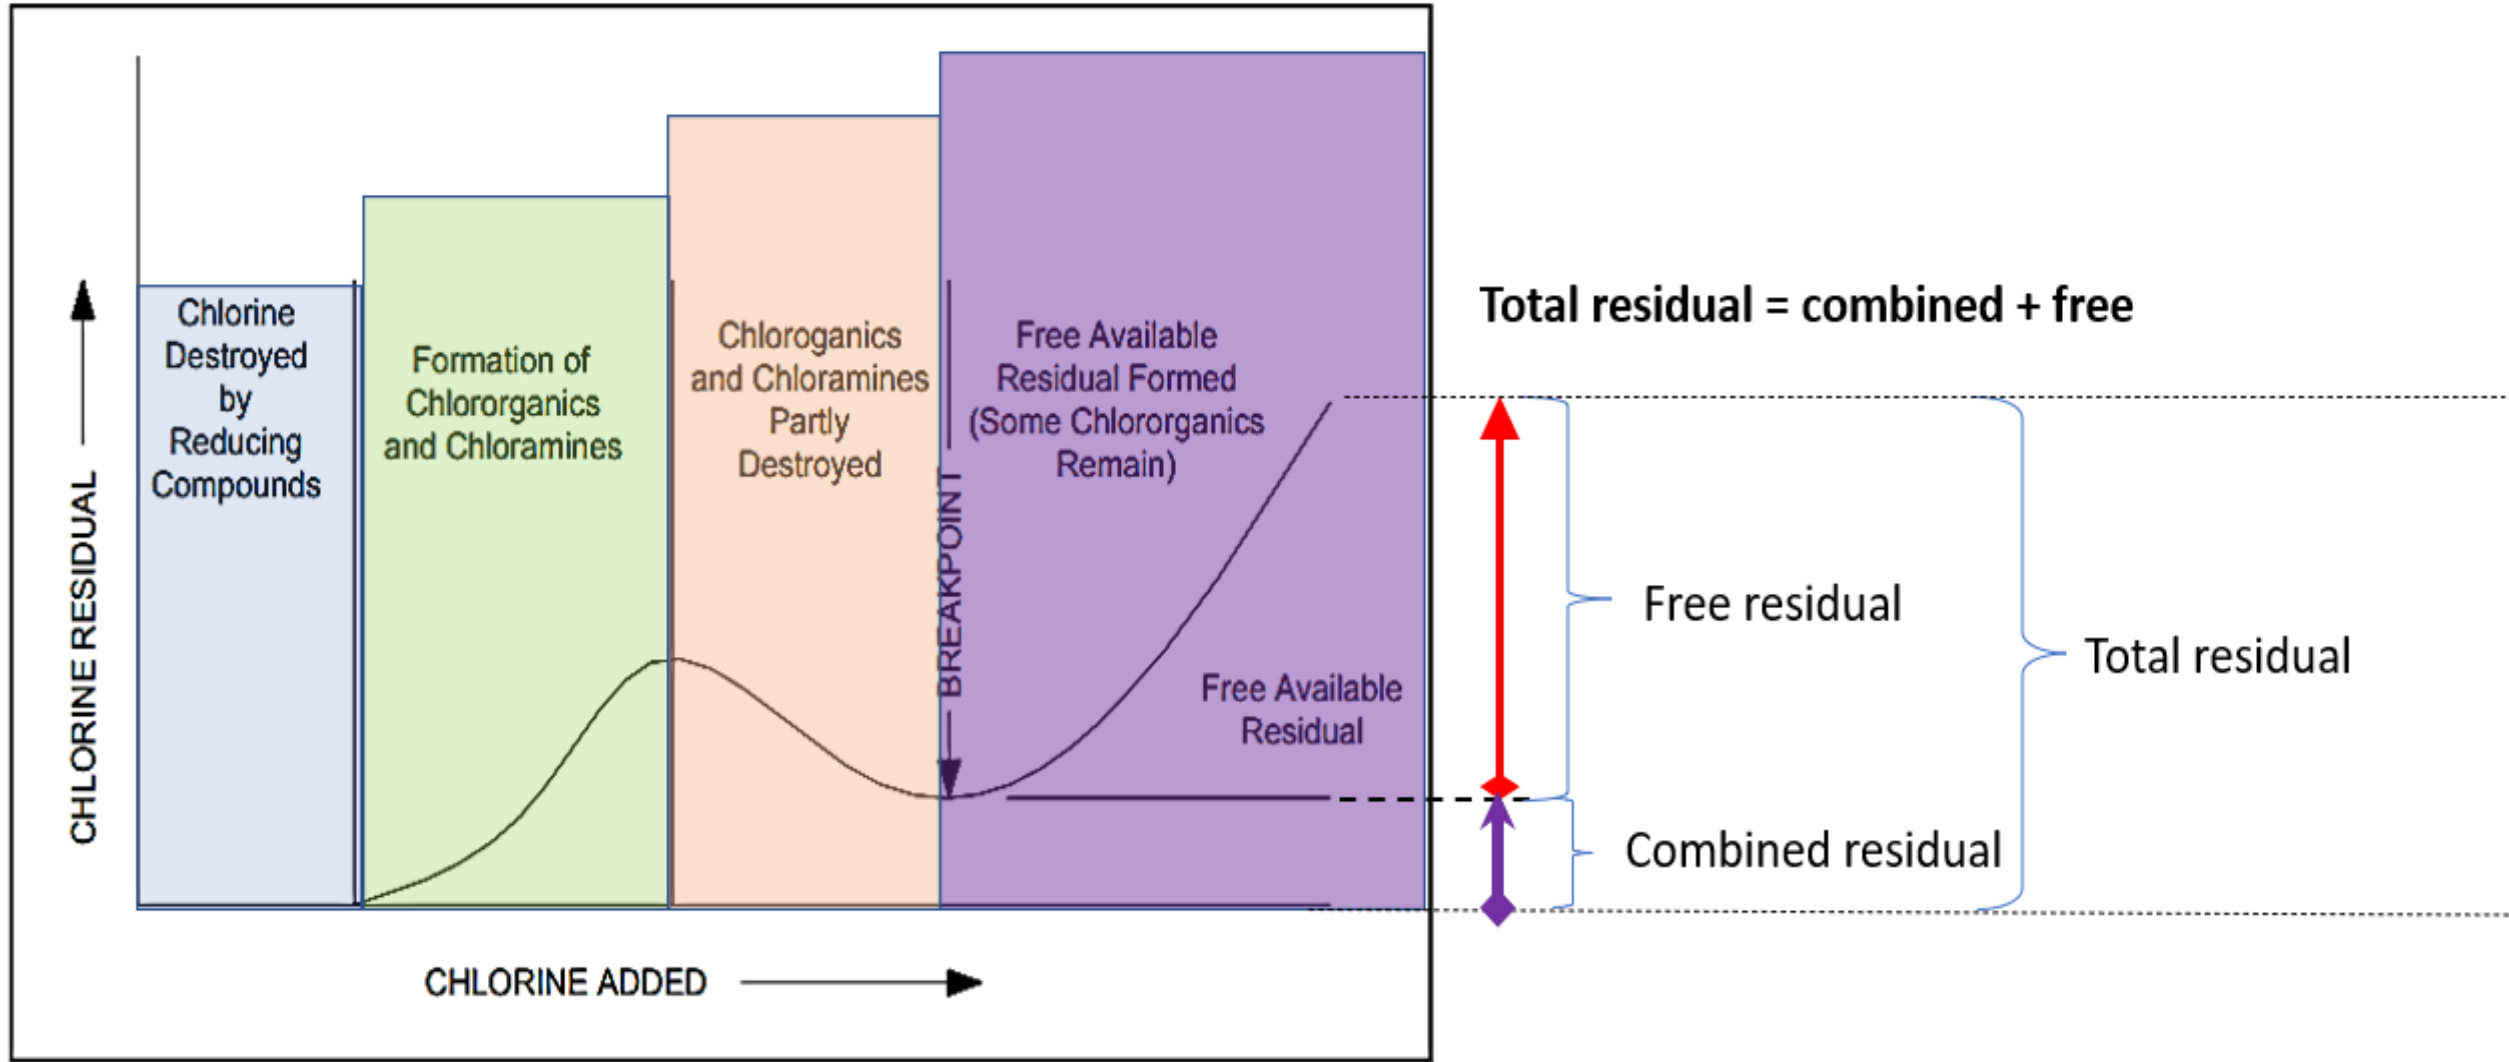 Chlorine
Destroyed
by
Reducing
Compounds
Formation of
Chlororganics
and Chloramines
Chloroganics
and Chloramines
Partly
Destroyed
Free Available
Residual Formed
(Some Chlororganics
Remain)
BREAKPOINT
Free Available
Residual
CHLORINE RESIDUAL
CHLORINE ADDED
Total residual = combined + free
Free residual
Total residual
Combined residual